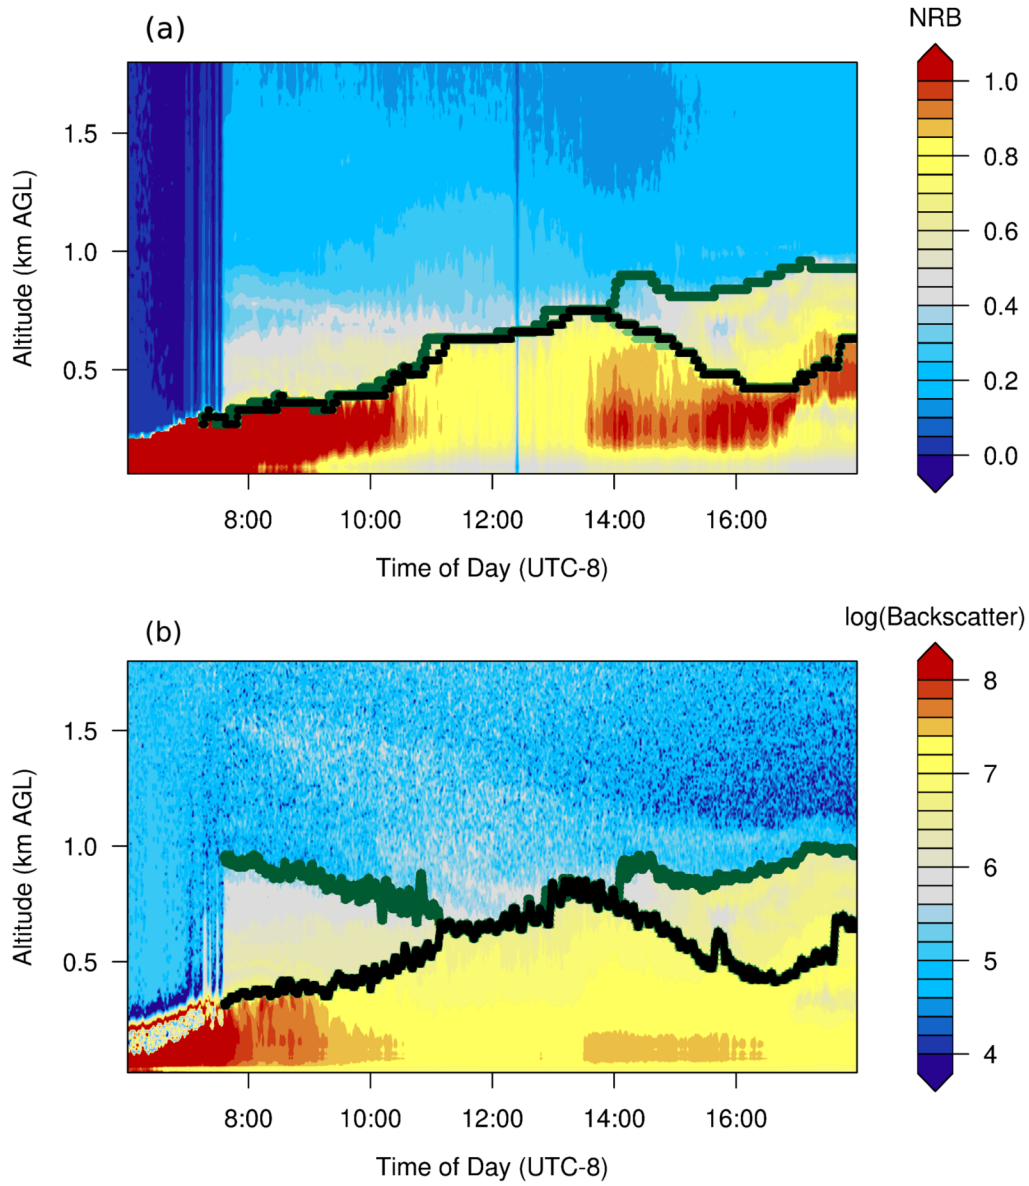 (a)
NRB
Altitude (km AGL)
1.5
1.0
0.5
1.0
0.8
0.6
0.4
0.2
0.0
8:00 10:00 12:00 14:00 16:00
Time of Day (UTC-8)
(b)
log(Backscatter)
Altitude (km AGL)
1.5
1.0
0.5
8
7
6
5
4
8:00 10:00 12:00 14:00 16:00
Time of Day (UTC-8)